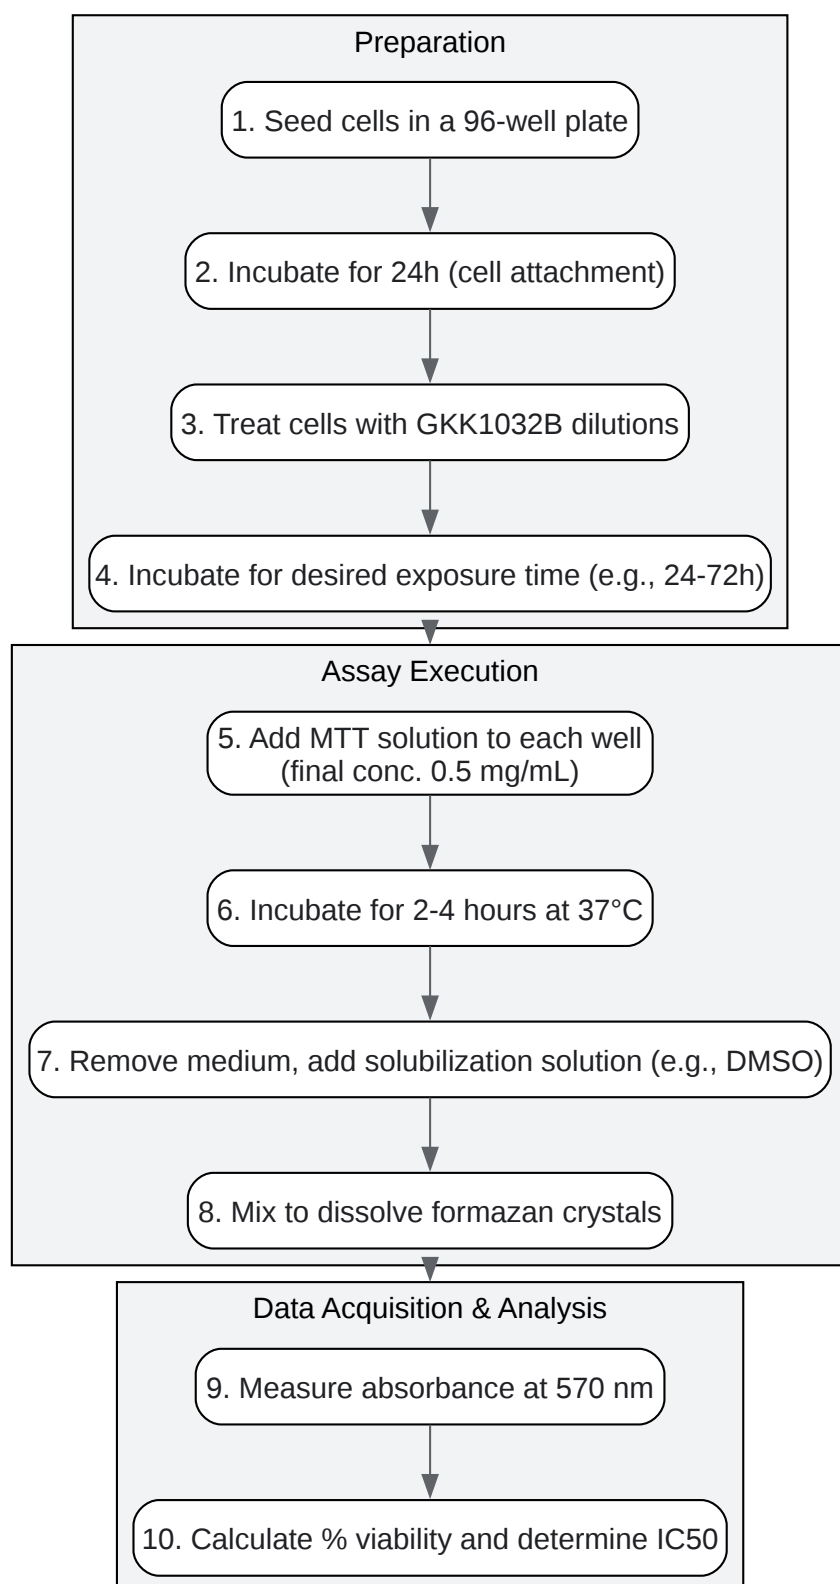 Preparation
1. Seed cells in a 96-well plate
2. Incubate for 24h (cell attachment)
3. Treat cells with GKK1032B dilutions
4. Incubate for desired exposure time (e.g., 24-72h)
Assay Execution
5. Add MTT solution to each well
(final conc. 0.5 mg/mL)
6. Incubate for 2-4 hours at 37°C
7. Remove medium, add solubilization solution (e.g., DMSO)
8. Mix to dissolve formazan crystals
Data Acquisition & Analysis
9. Measure absorbance at 570 nm
10. Calculate % viability and determine IC50